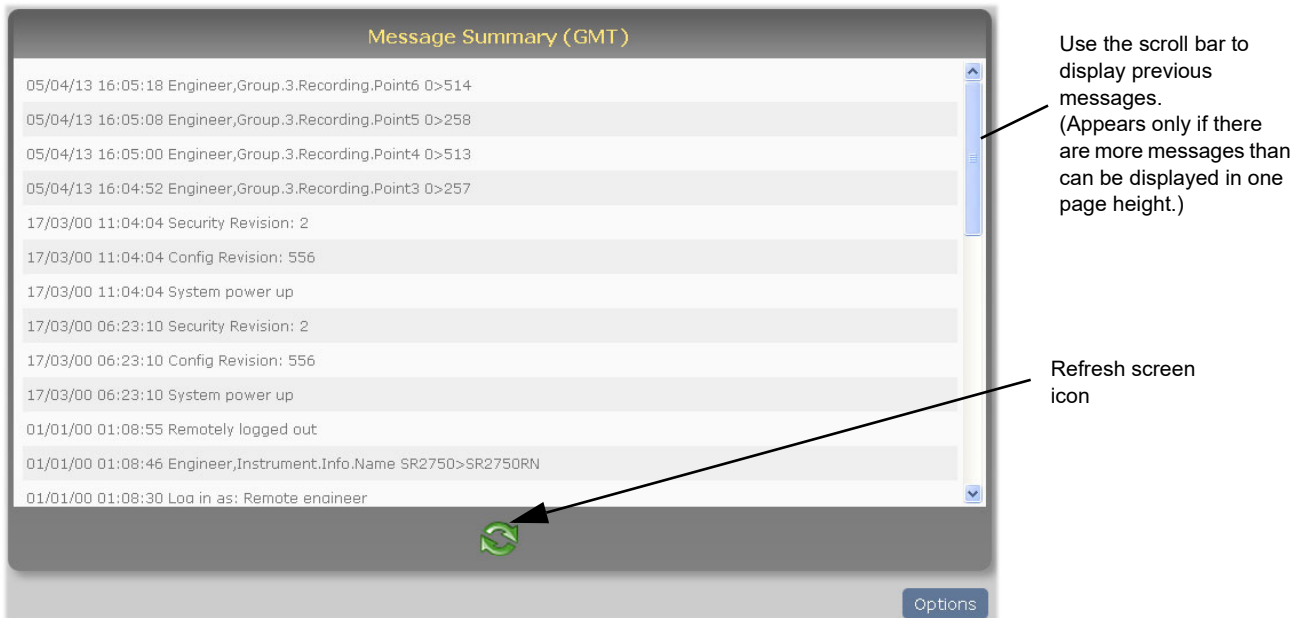 Message Summary (GMT)
05/04/13 16:05:18 Engineer,Group.3.Recording.Point6 0>514
05/04/13 16:05:08 Engineer,Group.3.Recording.Point5 0>258
05/04/13 16:05:00 Engineer,Group.3.Recording.Point4 0>513
05/04/13 16:04:52 Engineer,Group.3.Recording.Point3 0>257
17/03/00 11:04:04 Security Revision: 2
17/03/00 11:04:04 Config Revision: 556
17/03/00 11:04:04 System power up
17/03/00 06:23:10 Security Revision: 2
17/03/00 06:23:10 Config Revision: 556
17/03/00 06:23:10 System power up
01/01/00 01:08:55 Remotely logged out
01/01/00 01:08:46 Engineer,Instrument.Info.Name SR2750>SR2750RN
01/01/00 01:08:30 Log in as: Remote engineer
Options
Use the scroll bar to
display previous
messages.
(Appears only if there
are more messages than
can be displayed in one
page height.)
Refresh screen
icon